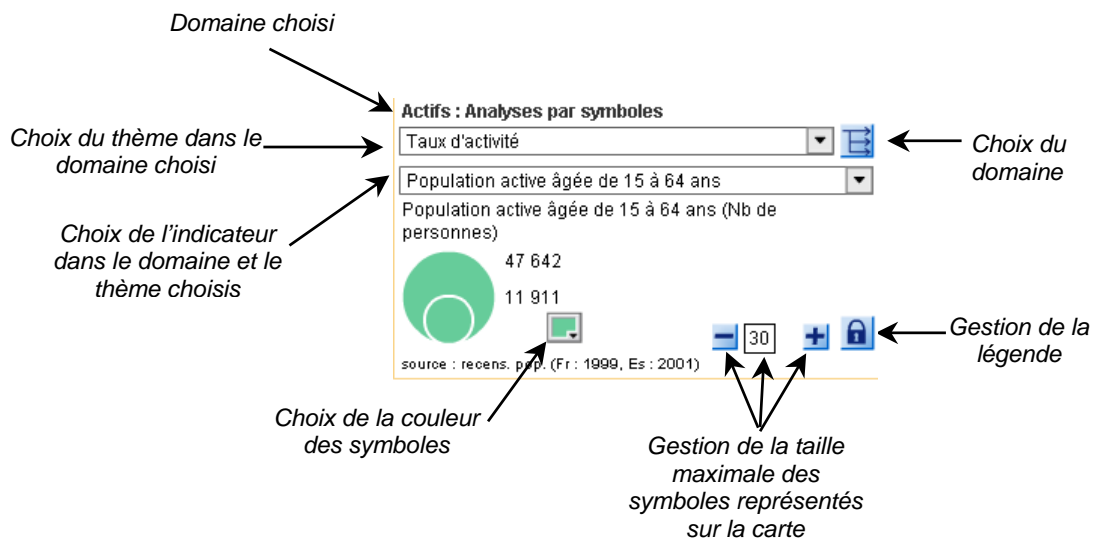 Domaine choisi
Actifs : Analyses par symboles
Choix du thème dans le
domaine choisi
Taux d'activité
Choix du
domaine
Population active âgée de 15 à 64 ans
Population active âgée de 15 à 64 ans (Nb de
personnes)
Choix de l'indicateur
dans le domaine et le
thème choisis
47 642
11 911
30
Gestion de la
légende
source : recens. pop. (Fr : 1999, Es : 2001)
Choix de la couleur
des symboles
Gestion de la taille
maximale des
symboles représentés
sur la carte